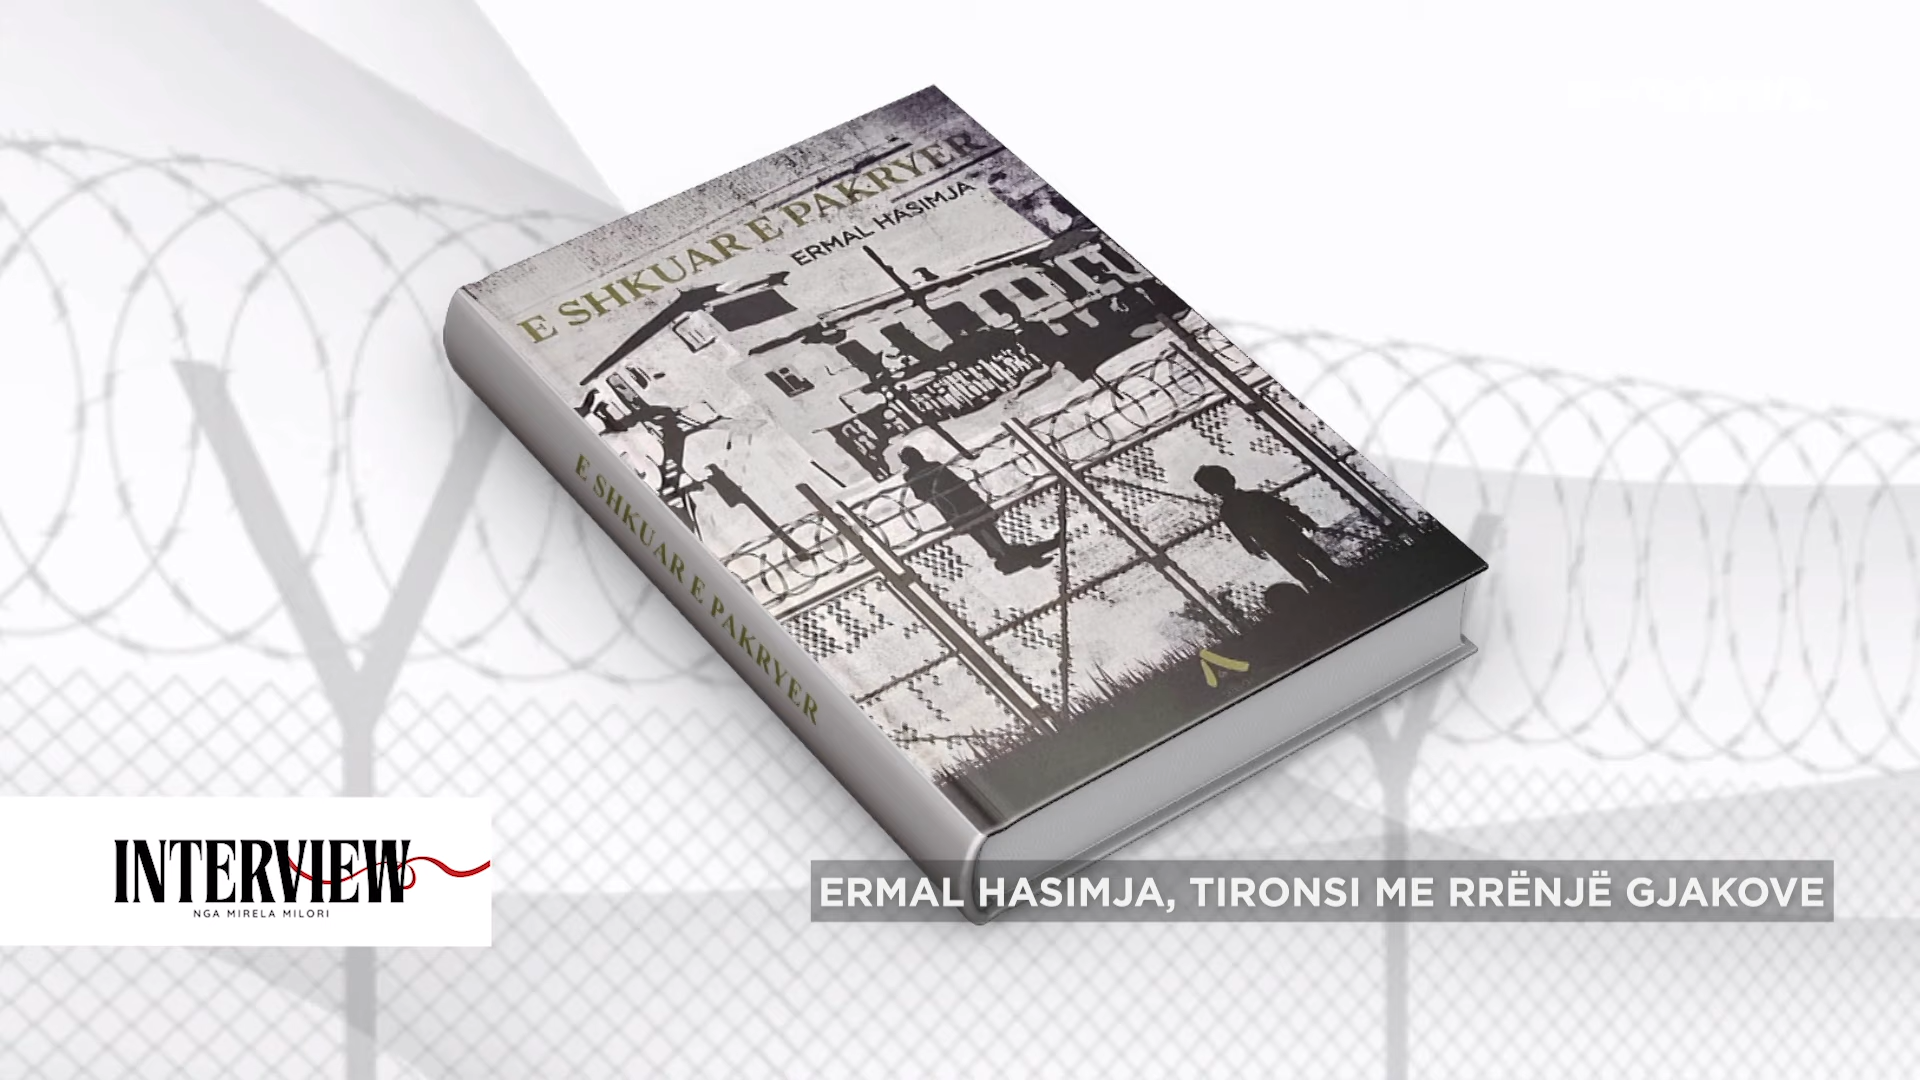 E SHKUAR E PAKRYER
ERMAL HASIMJA
E SHKUAR E PAKRYER
INTERVIEW
NGA MIRELA MILORI
ERMAL HASIMJA, TIRONSI ME RRËNJË GJAKOVE